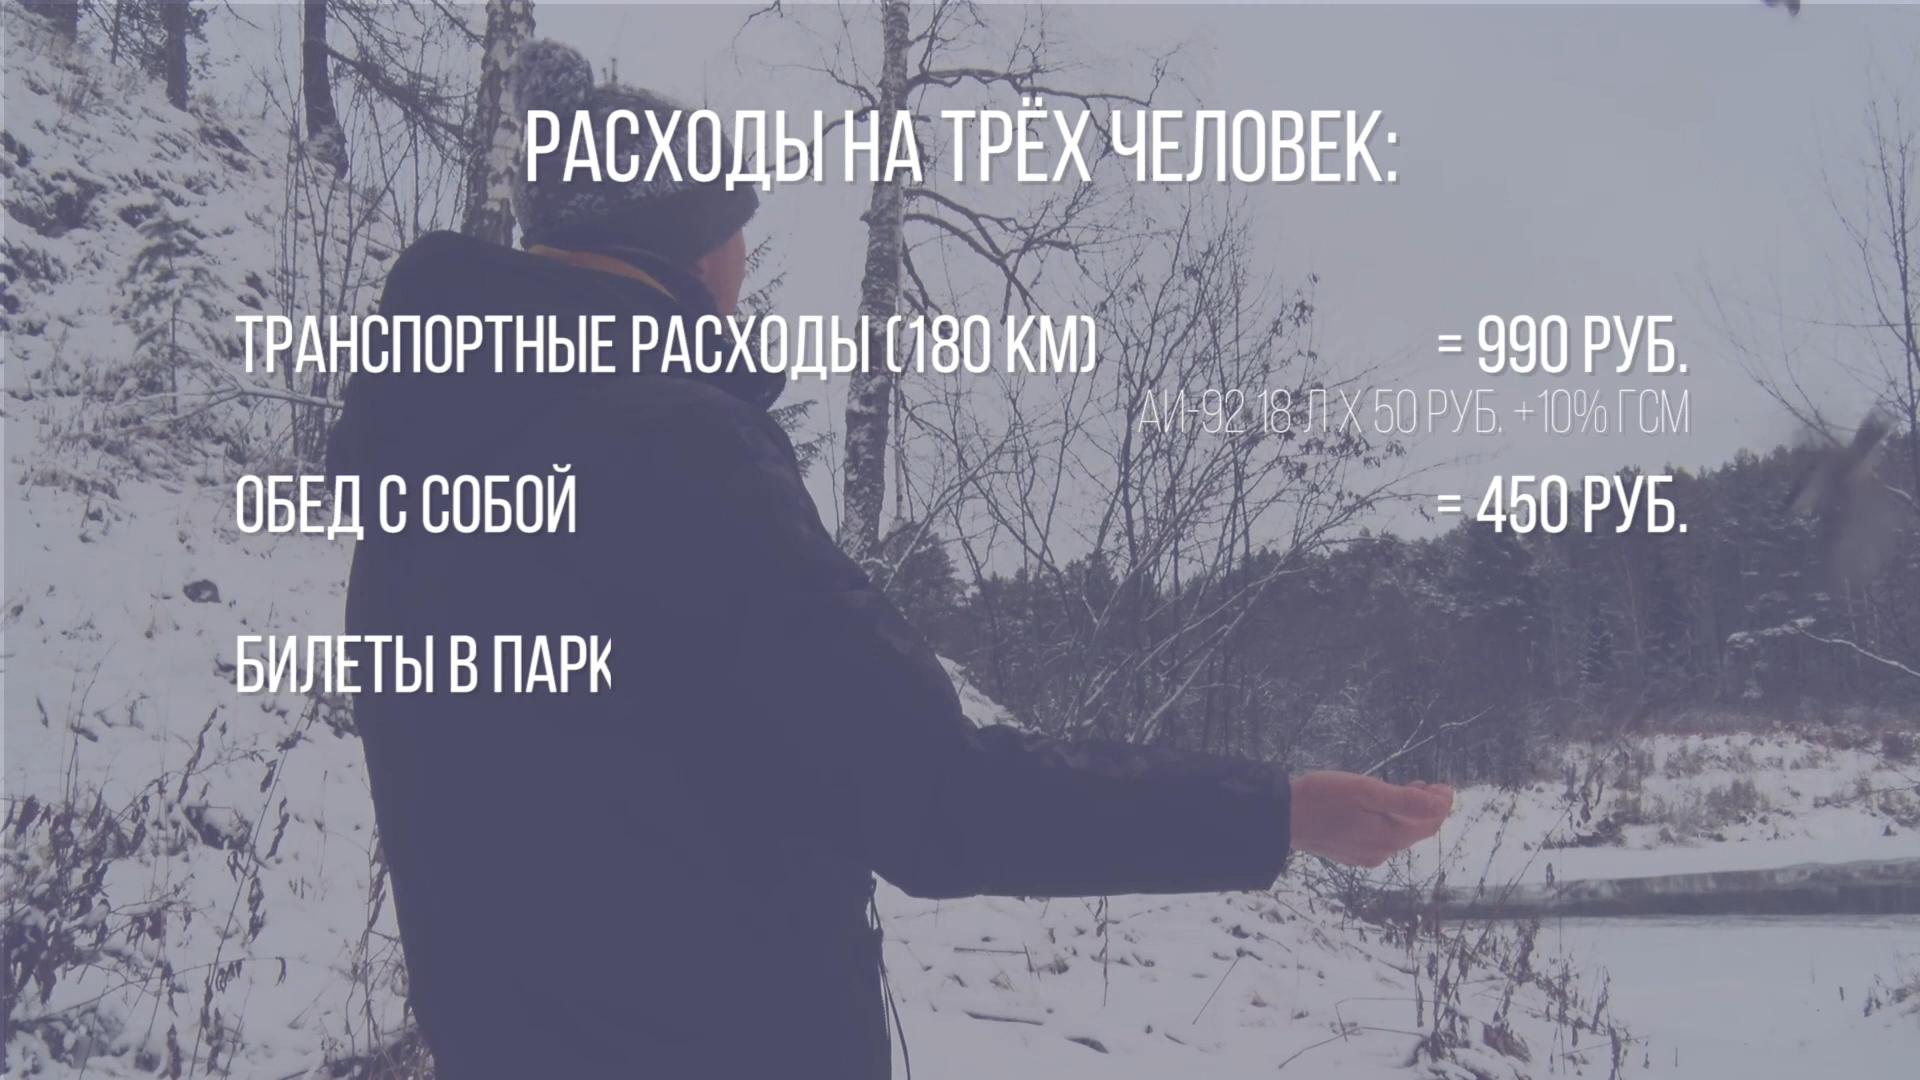 РАСХОДЫ НА ТРЁХ ЧЕЛОВЕК:
ТРАНСПОРТНЫЕ РАСХОДЫ (180 КМ) = 990 РУБ.
АИ-92 18 Л Х 50 РУБ. +10% ГСМ
ОБЕД С СОБОЙ = 450 РУБ.
БИЛЕТЫ В ПАРК